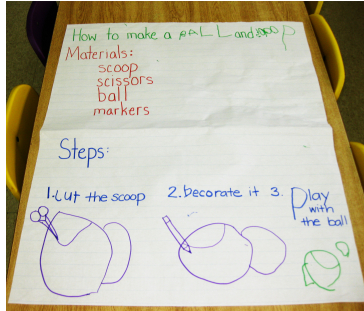 How to make a BaLL and scoop
Materials:
scoop
scissors
ball
markers
Steps:
1. Cut the scoop
2. Decorate it
3. Play
with
the ball